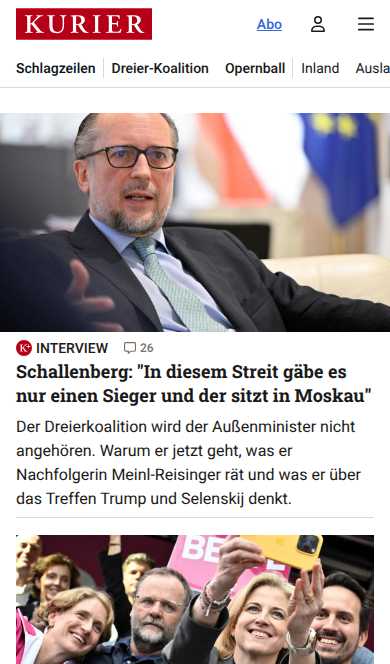 KURIER
Abo
Schlagzeilen Dreier-Koalition Opernball Inland Ausla
K+ INTERVIEW 26
Schallenberg: "In diesem Streit gäbe es
nur einen Sieger und der sitzt in Moskau"
Der Dreierkoalition wird der Außenminister nicht
angehören. Warum er jetzt geht, was er
Nachfolgerin Meinl-Reisinger rät und was er über
das Treffen Trump und Selenskij denkt.
BE